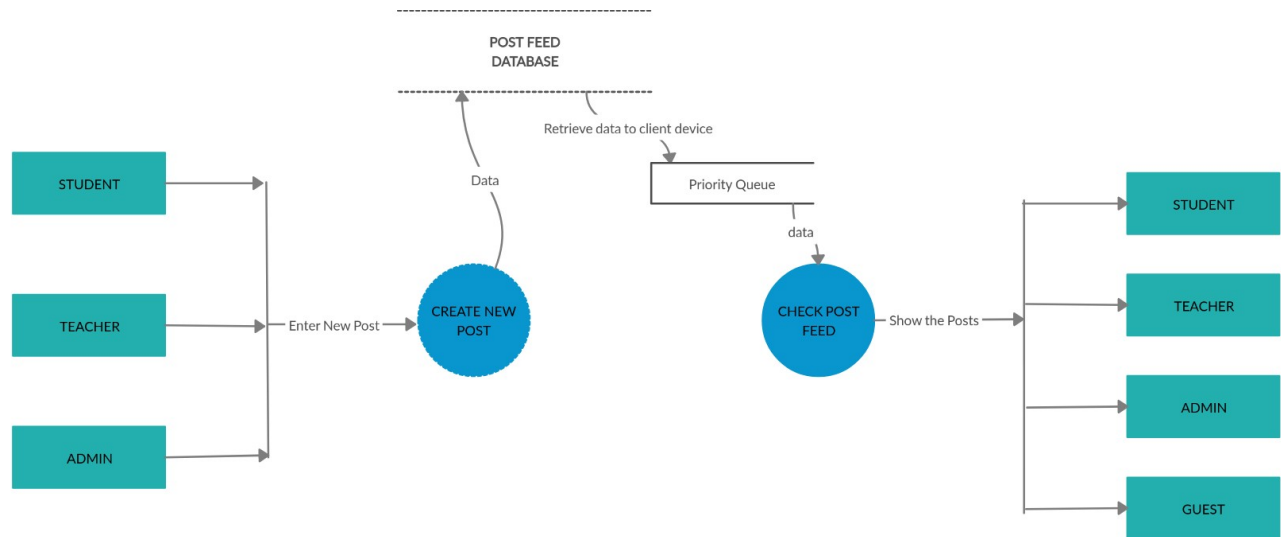 POST FEED
DATABASE
Retrieve data to client device
Priority Queue
Data
data
STUDENT
TEACHER
ADMIN
Enter New Post
CREATE NEW
POST
CHECK POST
FEED
Show the Posts
STUDENT
TEACHER
ADMIN
GUEST